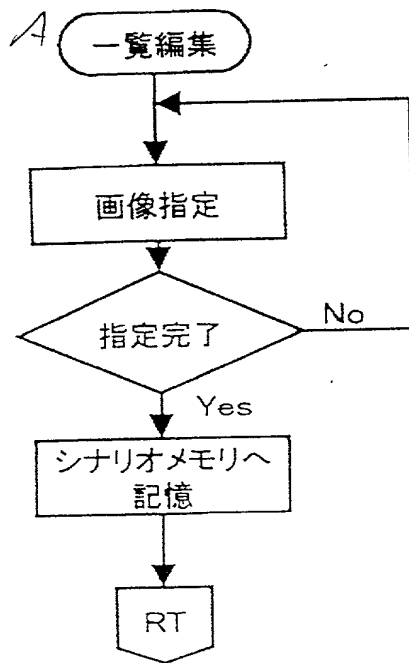 A
一覧編集
画像指定
指定完了
No
Yes
シナリオメモリへ
記憶
RT